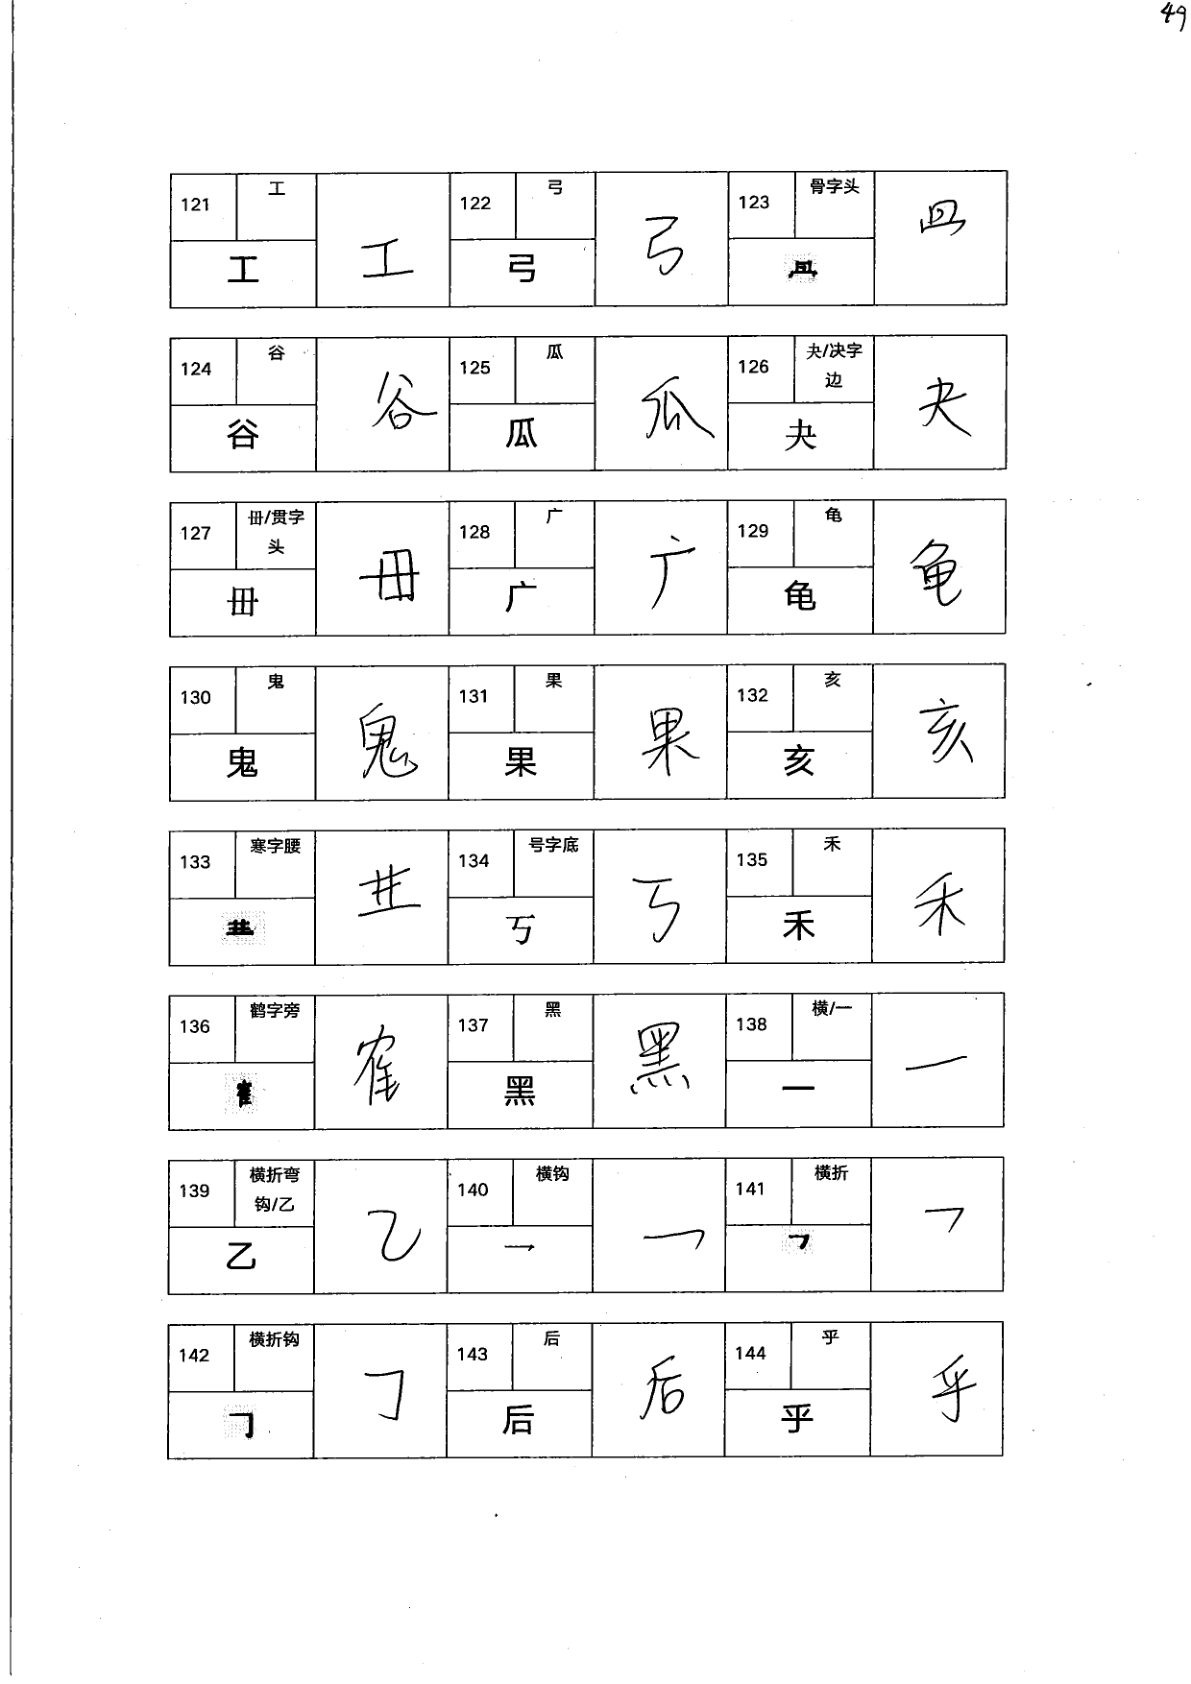 49
121 工 工 工 122 弓 弓 弓 123 骨字头
124 谷 谷 谷 125 瓜 瓜 瓜 126 夬/决字边 夬 夬
127 毌/贯字头 毌 毌 128 广 广 广 129 龟 龟 龟
130 鬼 鬼 鬼 131 果 果 果 132 亥 亥 亥
133 寒字腰 134 号字底 丂 丂 135 禾 禾 禾
136 鹤字旁 隺 隺 137 黑 黑 黑 138 横/一 一 一
139 横折弯钩/乙 乙 乙 140 横钩 乛 乛 141 横折 ㇇ ㇇
142 横折钩 𠃌 𠃌 143 后 后 后 144 乎 乎 乎